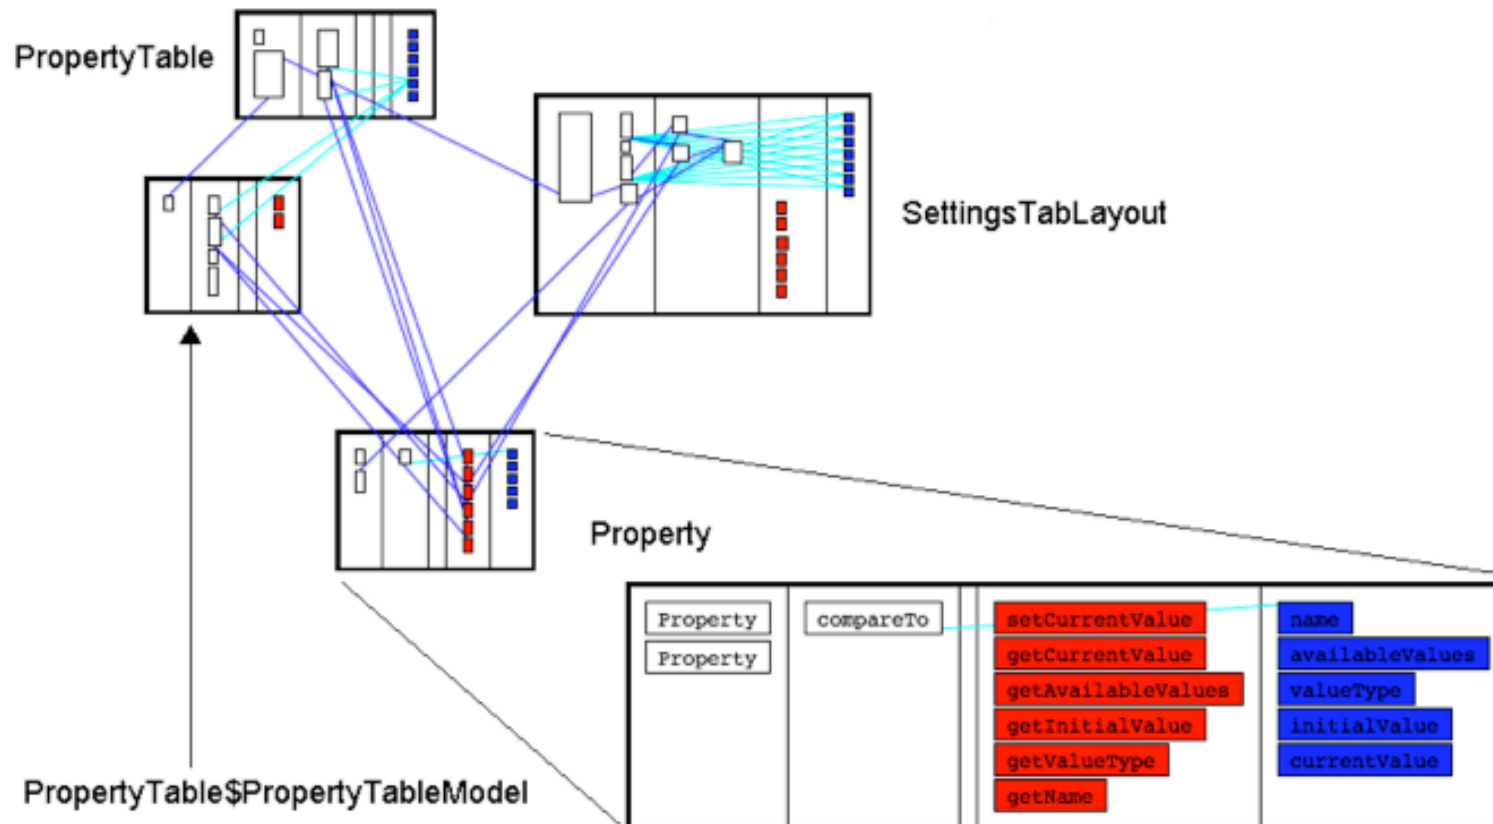 PropertyTable
SettingsTabLayout
Property
PropertyTable$PropertyTableModel
Property
Property
compareTo
setCurrentValue
getCurrentValue
getAvailableValues
getInitialValue
getValueType
getName
name
availableValues
valueType
initialValue
currentValue